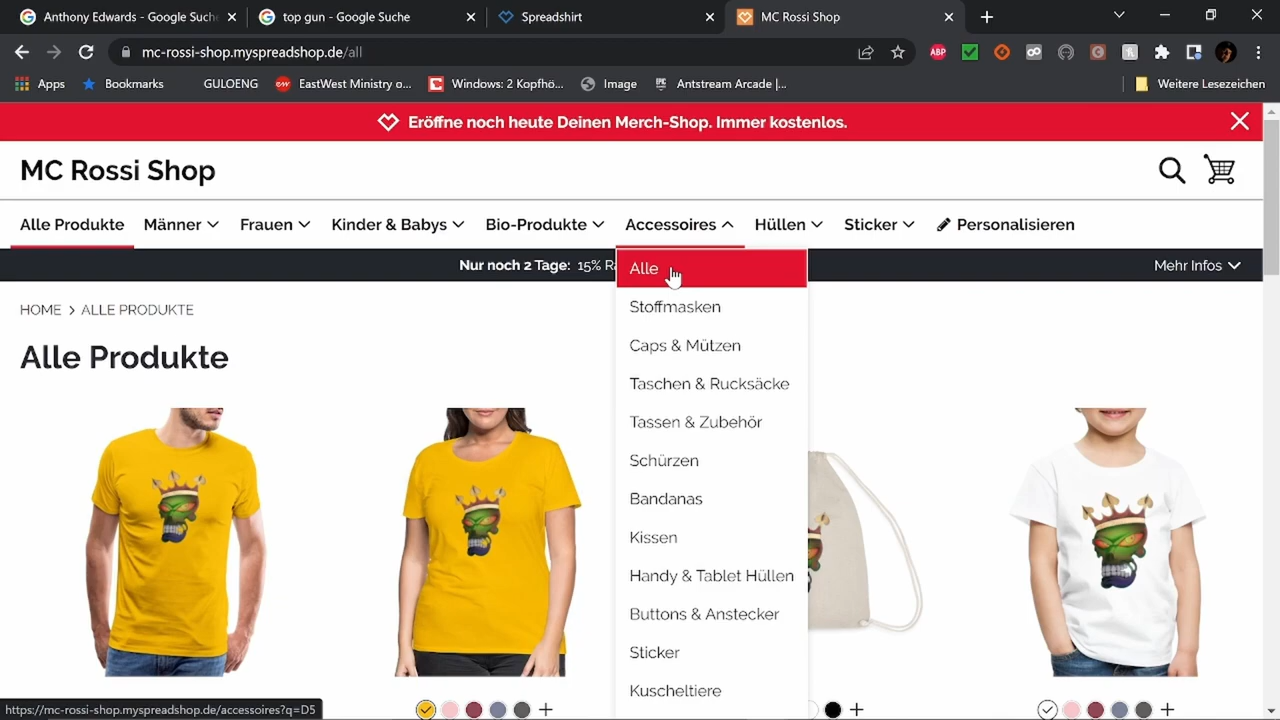 Anthony Edwards - Google Suche
top gun - Google Suche
Spreadshirt
MC Rossi Shop
mc-rossi-shop.myspreadshop.de/all
ABP
Apps
Bookmarks
GULOENG
EastWest Ministry o...
Windows: 2 Kopfhö...
Image
Antstream Arcade |...
Weitere Lesezeichen
Eröffne noch heute Deinen Merch-Shop. Immer kostenlos.
MC Rossi Shop
Alle Produkte
Männer
Frauen
Kinder & Babys
Bio-Produkte
Accessoires
Hüllen
Sticker
Personalisieren
Nur noch 2 Tage: 15%
Mehr Infos
Alle
Stoffmasken
Caps & Mützen
Taschen & Rucksäcke
Tassen & Zubehör
Schürzen
Bandanas
Kissen
Handy & Tablet Hüllen
Buttons & Anstecker
Sticker
Kuscheltiere
HOME > ALLE PRODUKTE
Alle Produkte
https://mc-rossi-shop.myspreadshop.de/accessoires?q=D5